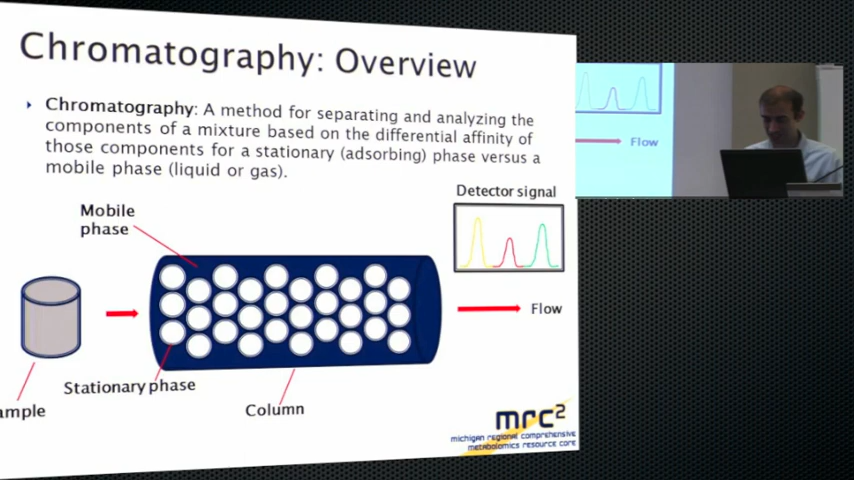 Chromatography: Overview
Chromatography: A method for separating and analyzing the
components of a mixture based on the differential affinity of
those components for a stationary (adsorbing) phase versus a
mobile phase (liquid or gas).
Detector signal
Mobile
phase
Flow
Flow
Stationary phase
ample
Column
mrc2
michigan regional comprehensive
metabolomics resource core